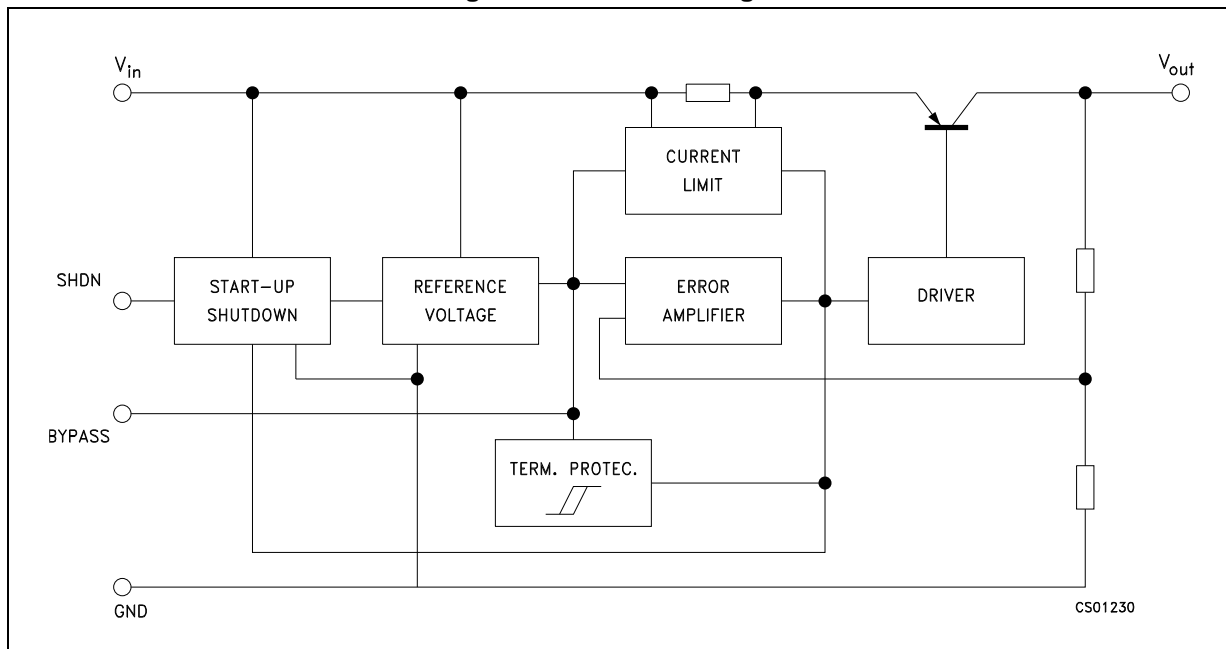 Vin
Vout
CURRENT
LIMIT
SHDN
START-UP
SHUTDOWN
REFERENCE
VOLTAGE
ERROR
AMPLIFIER
DRIVER
BYPASS
TERM. PROTEC.
GND
CS01230